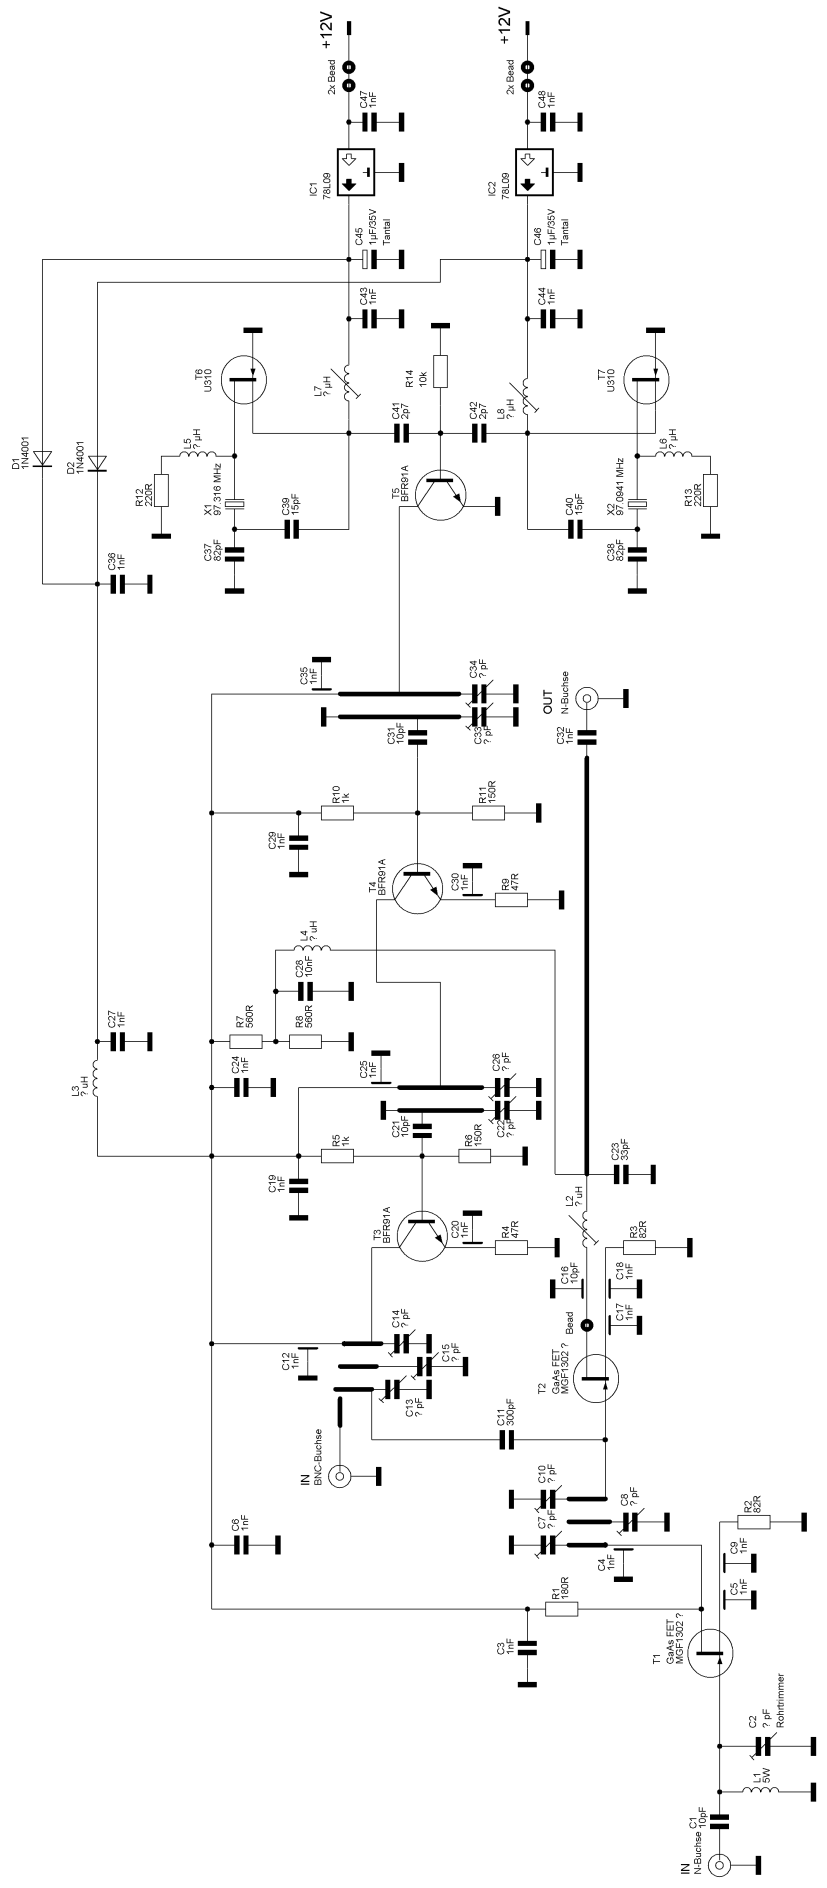 +12V
2x Bead
C47
1nF
IC1
78L09
C45
1µF/35V
Tantal
C43
1nF
L7
? µH
+12V
2x Bead
C48
1nF
IC2
78L09
C46
1µF/35V
Tantal
C44
1nF
L8
? µH
T6
U310
R14
10k
T7
U310
C41
2p7
C42
2p7
D1
1N4001
D2
1N4001
L5
? µH
R12
220R
X1
97.316 MHz
C37
82pF
C39
15pF
T5
BFR91A
C40
15pF
L6
? µH
R13
220R
X2
97.0941 MHz
C38
82pF
C36
1nF
C35
1nF
C34
? pF
C33
? pF
C31
10pF
OUT
N-Buchse
C32
1nF
R10
1k
R11
150R
C29
1nF
T4
BFR91A
C30
1nF
R9
47R
L4
? uH
C28
10nF
R7
560R
R8
560R
C27
1nF
L3
? uH
C24
1nF
C25
1nF
C26
? pF
C22
? pF
C21
10pF
R5
1k
R6
150R
C19
1nF
C23
33pF
T3
BFR91A
C20
1nF
R4
47R
L2
? uH
R3
82R
C16
10pF
C18
1nF
C17
1nF
Bead
T2
GaAs FET
MGF1302 ?
C12
1nF
C14
? pF
C15
? pF
C13
? pF
IN
BNC-Buchse
C11
300pF
C10
? pF
C8
? pF
C7
? pF
C4
1nF
C6
1nF
R2
82R
C9
1nF
C5
1nF
R1
180R
C3
1nF
T1
GaAs FET
MGF1302 ?
C2
? pF
Rohrtrimmer
L1
5W
C1
10pF
IN
N-Buchse